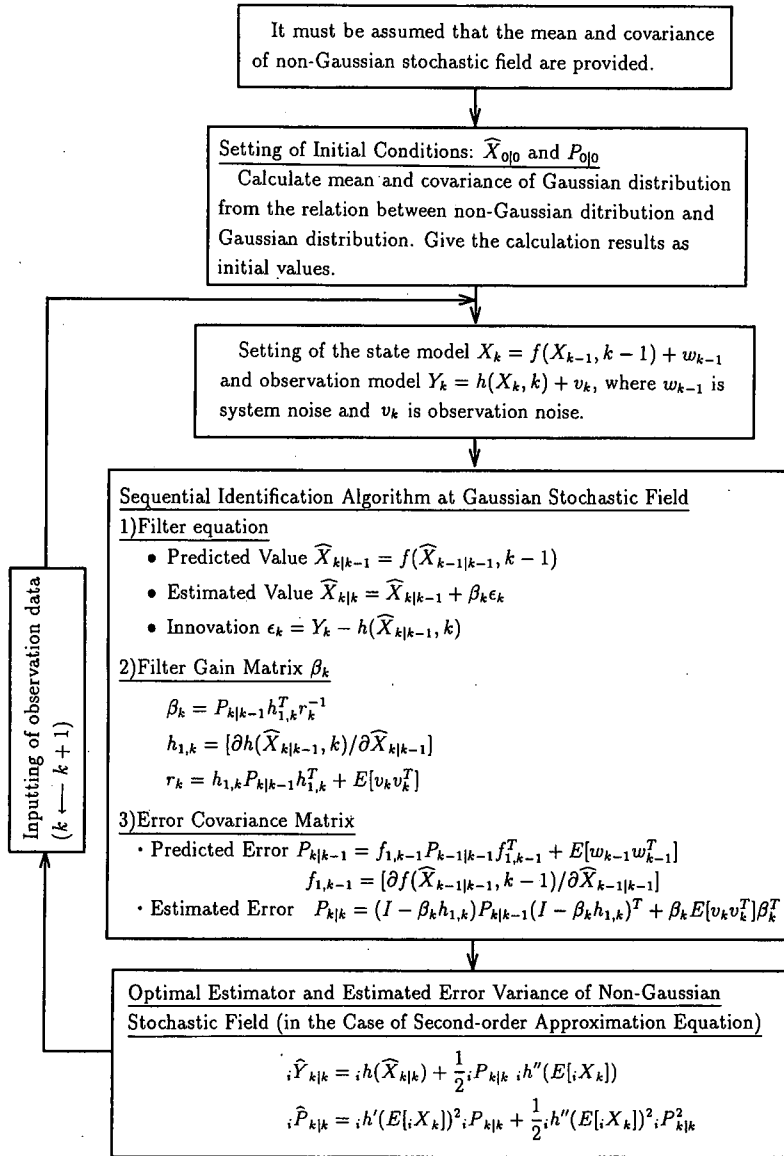 It must be assumed that the mean and covariance
of non-Gaussian stochastic field are provided.
Setting of Initial Conditions: X̂₀|₀ and P₀|₀
Calculate mean and covariance of Gaussian distribution
from the relation between non-Gaussian ditribution and
Gaussian distribution. Give the calculation results as
initial values.
Setting of the state model X_k = f(X_{k-1}, k − 1) + w_{k-1}
and observation model Y_k = h(X_k, k) + v_k, where w_{k-1} is
system noise and v_k is observation noise.
Sequential Identification Algorithm at Gaussian Stochastic Field
1)Filter equation
• Predicted Value X̂_{k|k-1} = f(X̂_{k-1|k-1}, k − 1)
• Estimated Value X̂_{k|k} = X̂_{k|k-1} + β_k ε_k
• Innovation ε_k = Y_k − h(X̂_{k|k-1}, k)
2)Filter Gain Matrix β_k
β_k = P_{k|k-1} h^T_{1,k} r_k^{-1}
h_{1,k} = [∂h(X̂_{k|k-1}, k)/∂X̂_{k|k-1}]
r_k = h_{1,k} P_{k|k-1} h^T_{1,k} + E[v_k v_k^T]
3)Error Covariance Matrix
· Predicted Error P_{k|k-1} = f_{1,k-1} P_{k-1|k-1} f^T_{1,k-1} + E[w_{k-1} w^T_{k-1}]
f_{1,k-1} = [∂f(X̂_{k-1|k-1}, k − 1)/∂X̂_{k-1|k-1}]
· Estimated Error P_{k|k} = (I − β_k h_{1,k})P_{k|k-1}(I − β_k h_{1,k})^T + β_k E[v_k v_k^T]β_k^T
Inputting of observation data
(k ← k + 1)
Optimal Estimator and Estimated Error Variance of Non-Gaussian
Stochastic Field (in the Case of Second-order Approximation Equation)
_iŶ_{k|k} = _ih(X̂_{k|k}) + 1/2 _iP_{k|k} _ih″(E[_iX_k])
_iP̂_{k|k} = _ih′(E[_iX_k])² _iP_{k|k} + 1/2 _ih″(E[_iX_k])² _iP²_{k|k}